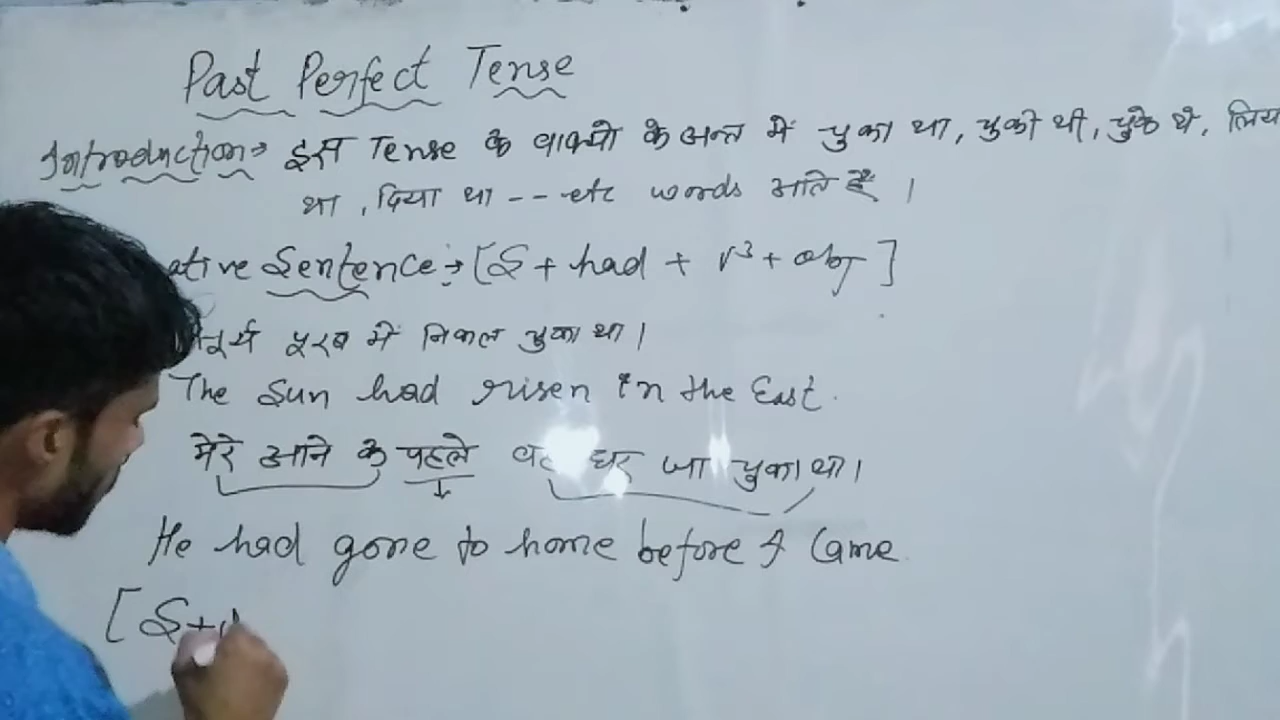 Past Perfect Tense
Introduction→ इस Tense के वाक्यो के अन्त में चुका था, चुकी थी, चुके थे, लिय
था, दिया था -- etc words आते हैं।
ative Sentence:→ [S + had + v³ + obj]
सूर्य पूरब में निकल चुका था।
The Sun had risen in the East.
मेरे आने के पहले वह घर जा चुका था।
He had gone to home before I came.
[S+